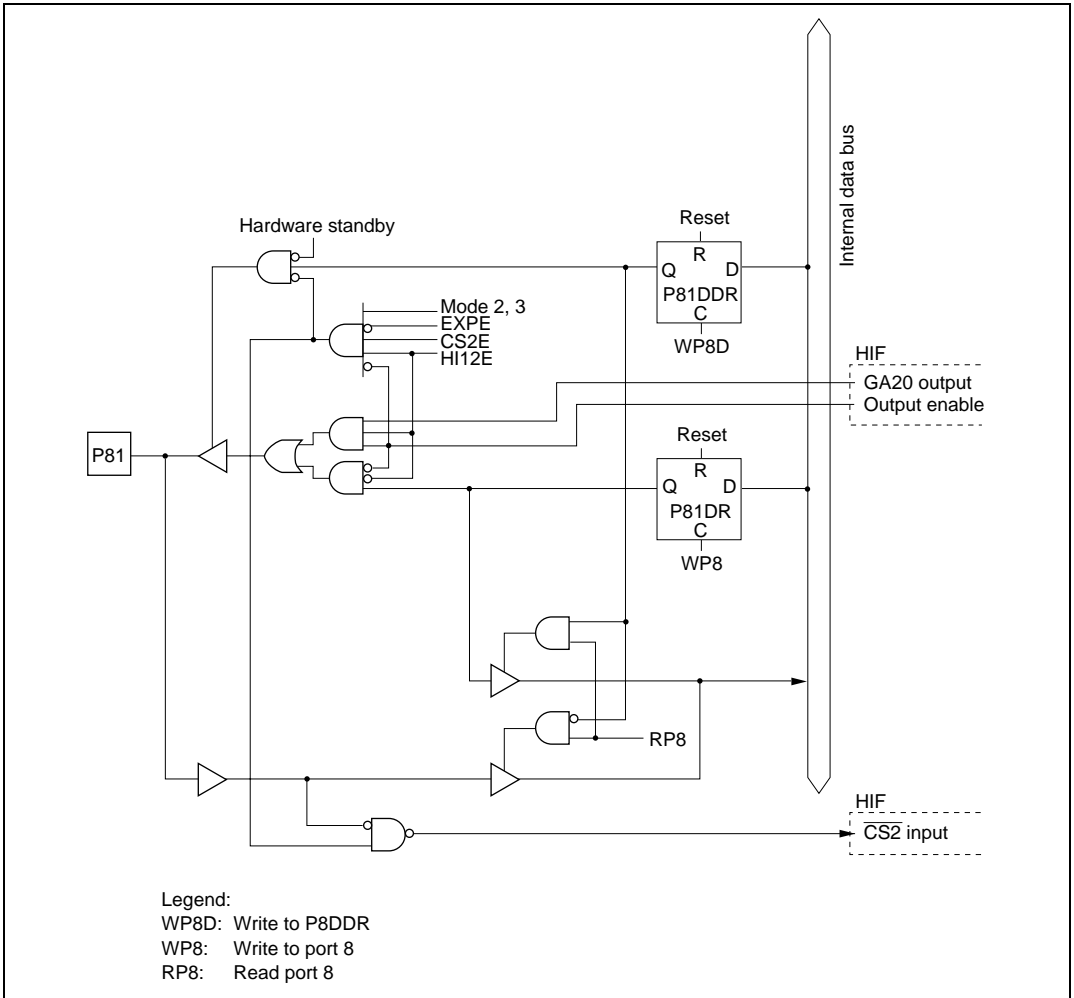 Internal data bus
Hardware standby
Reset
R
Q D
P81DDR
C
WP8D
Mode 2, 3
EXPE
CS2E
HI12E
HIF
GA20 output
Output enable
P81
Reset
R
Q D
P81DR
C
WP8
RP8
HIF
C̅S̅2̅ input
Legend:
WP8D: Write to P8DDR
WP8: Write to port 8
RP8: Read port 8